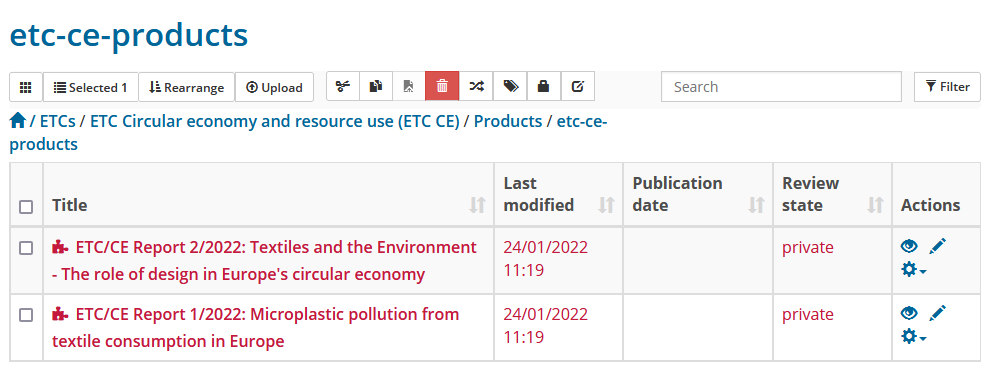 etc-ce-products
Selected 1 Rearrange Upload Search Filter
/ ETCs / ETC Circular economy and resource use (ETC CE) / Products / etc-ce-
products
Title Last modified Publication date Review state Actions
ETC/CE Report 2/2022: Textiles and the Environment
- The role of design in Europe's circular economy
24/01/2022
11:19
private
ETC/CE Report 1/2022: Microplastic pollution from
textile consumption in Europe
24/01/2022
11:19
private